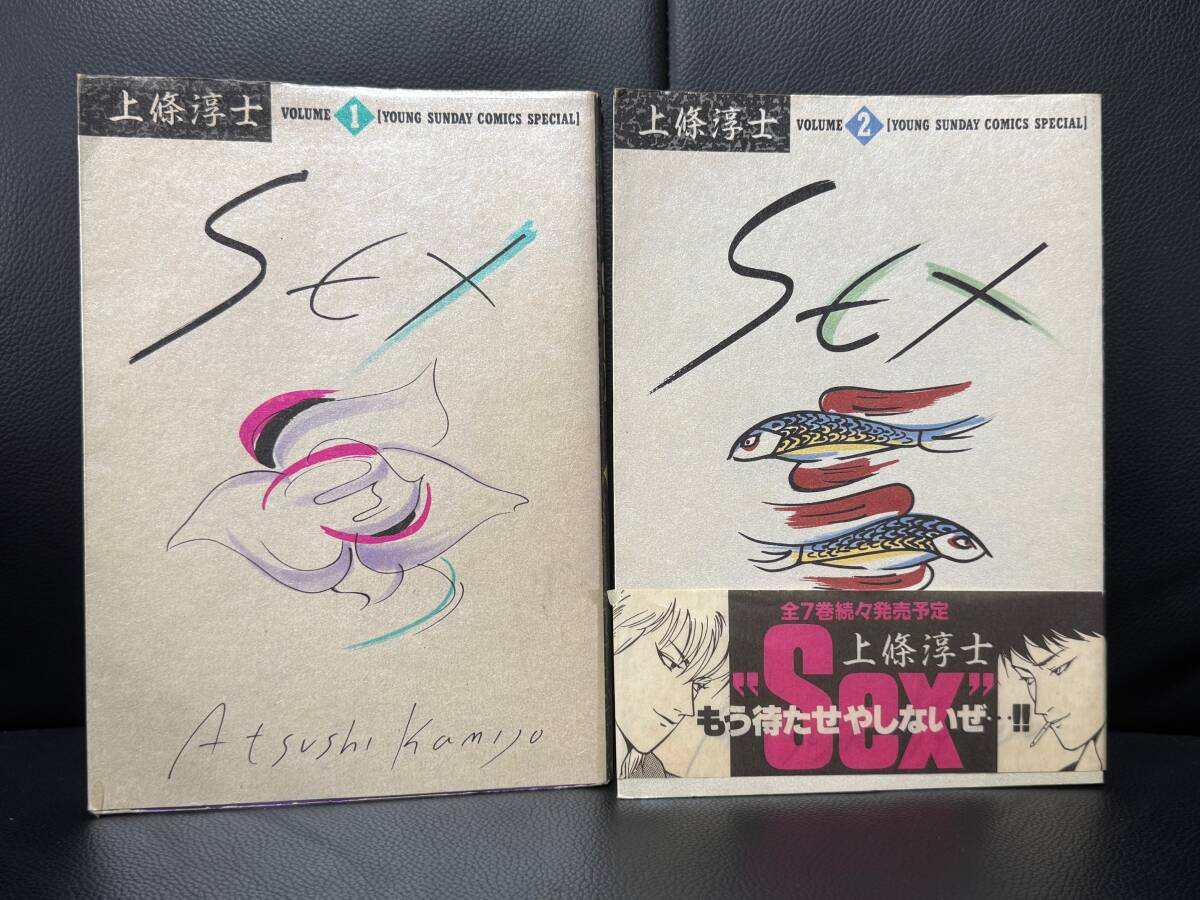 上條淳士
VOLUME 1 [YOUNG SUNDAY COMICS SPECIAL]
SEX
Atsushi Kamijo
上條淳士
VOLUME 2 [YOUNG SUNDAY COMICS SPECIAL]
SEX
全7巻続々発売予定
上條淳士
"Sex"
もう待たせやしないぜ…!!